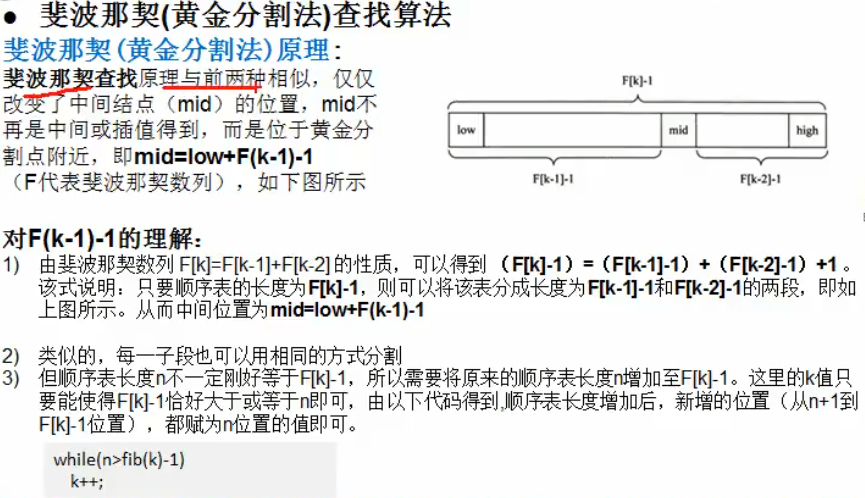 ● 斐波那契(黄金分割法)查找算法
斐波那契(黄金分割法)原理:
斐波那契查找原理与前两种相似，仅仅
改变了中间结点（mid）的位置，mid不
再是中间或插值得到，而是位于黄金分
割点附近，即mid=low+F(k-1)-1
（F代表斐波那契数列），如下图所示
F[k]-1
low mid high
F[k-1]-1 F[k-2]-1
对F(k-1)-1的理解：
1) 由斐波那契数列 F[k]=F[k-1]+F[k-2] 的性质，可以得到 （F[k]-1）=（F[k-1]-1）+（F[k-2]-1）+1 。
该式说明：只要顺序表的长度为F[k]-1，则可以将该表分成长度为F[k-1]-1和F[k-2]-1的两段，即如
上图所示。从而中间位置为mid=low+F(k-1)-1
2) 类似的，每一子段也可以用相同的方式分割
3) 但顺序表长度n不一定刚好等于F[k]-1，所以需要将原来的顺序表长度n增加至F[k]-1。这里的k值只
要能使得F[k]-1恰好大于或等于n即可，由以下代码得到,顺序表长度增加后，新增的位置（从n+1到
F[k]-1位置），都赋为n位置的值即可。
while(n>fib(k)-1)
k++;